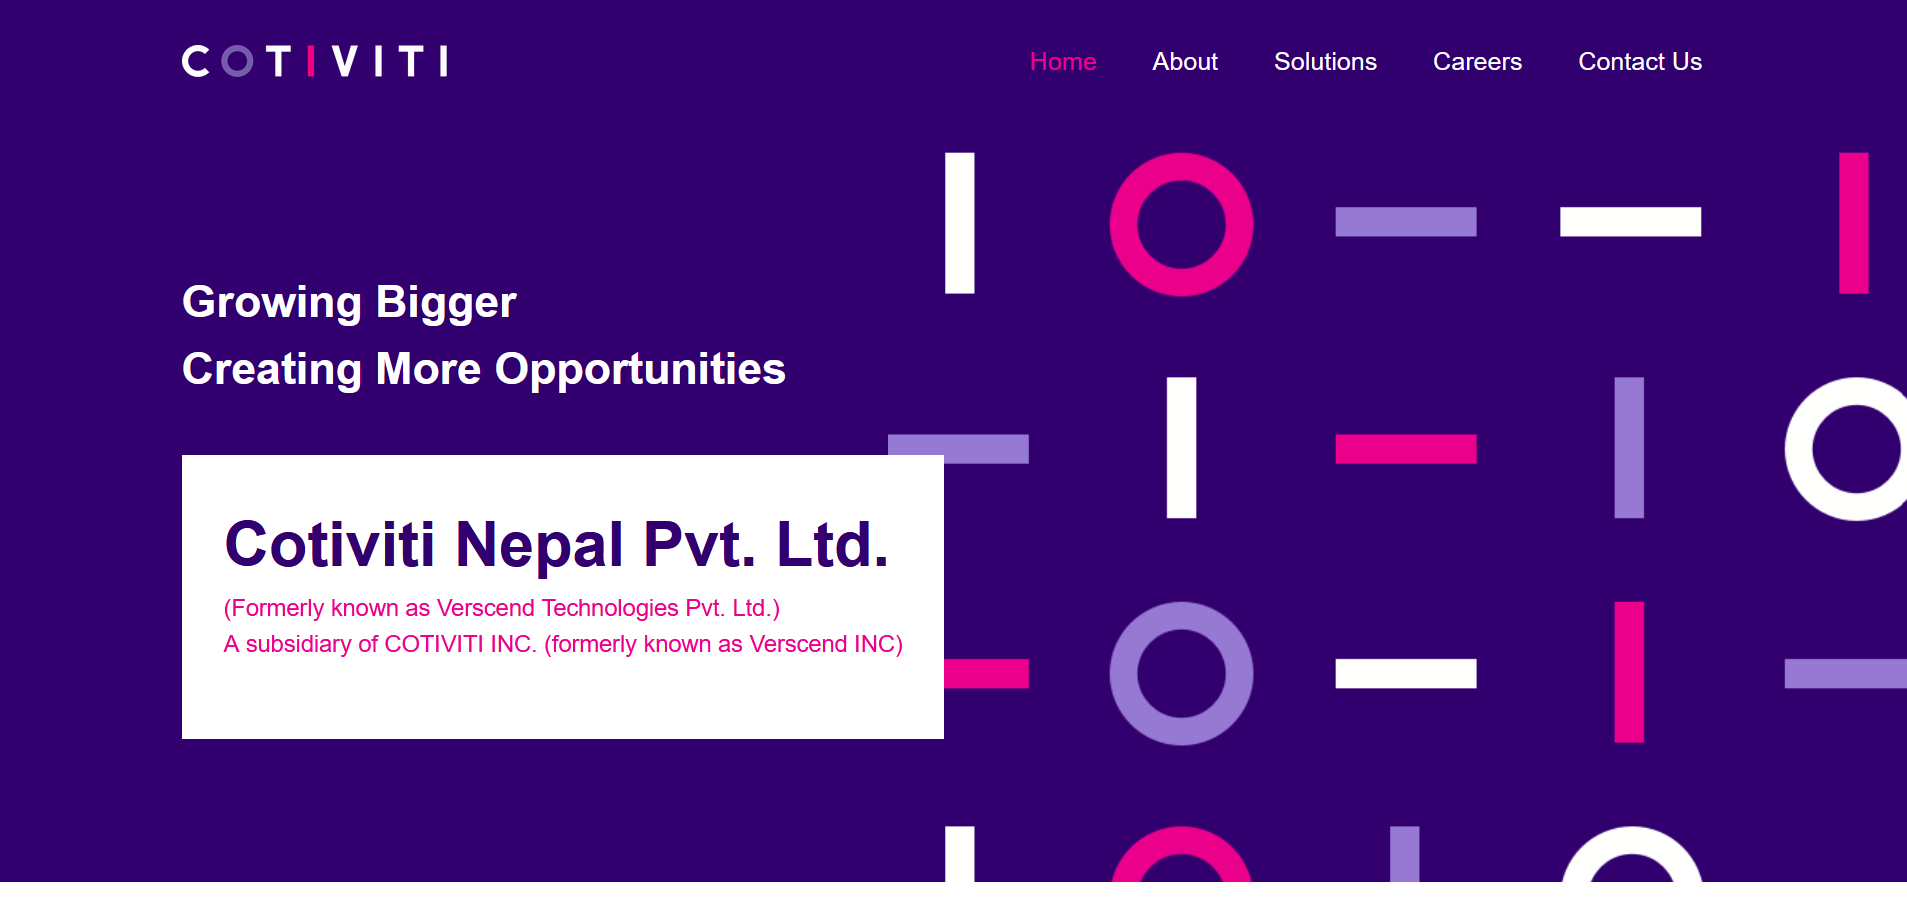 COTIVITI
Home About Solutions Careers Contact Us
Growing Bigger
Creating More Opportunities
Cotiviti Nepal Pvt. Ltd.
(Formerly known as Verscend Technologies Pvt. Ltd.)
A subsidiary of COTIVITI INC. (formerly known as Verscend INC)